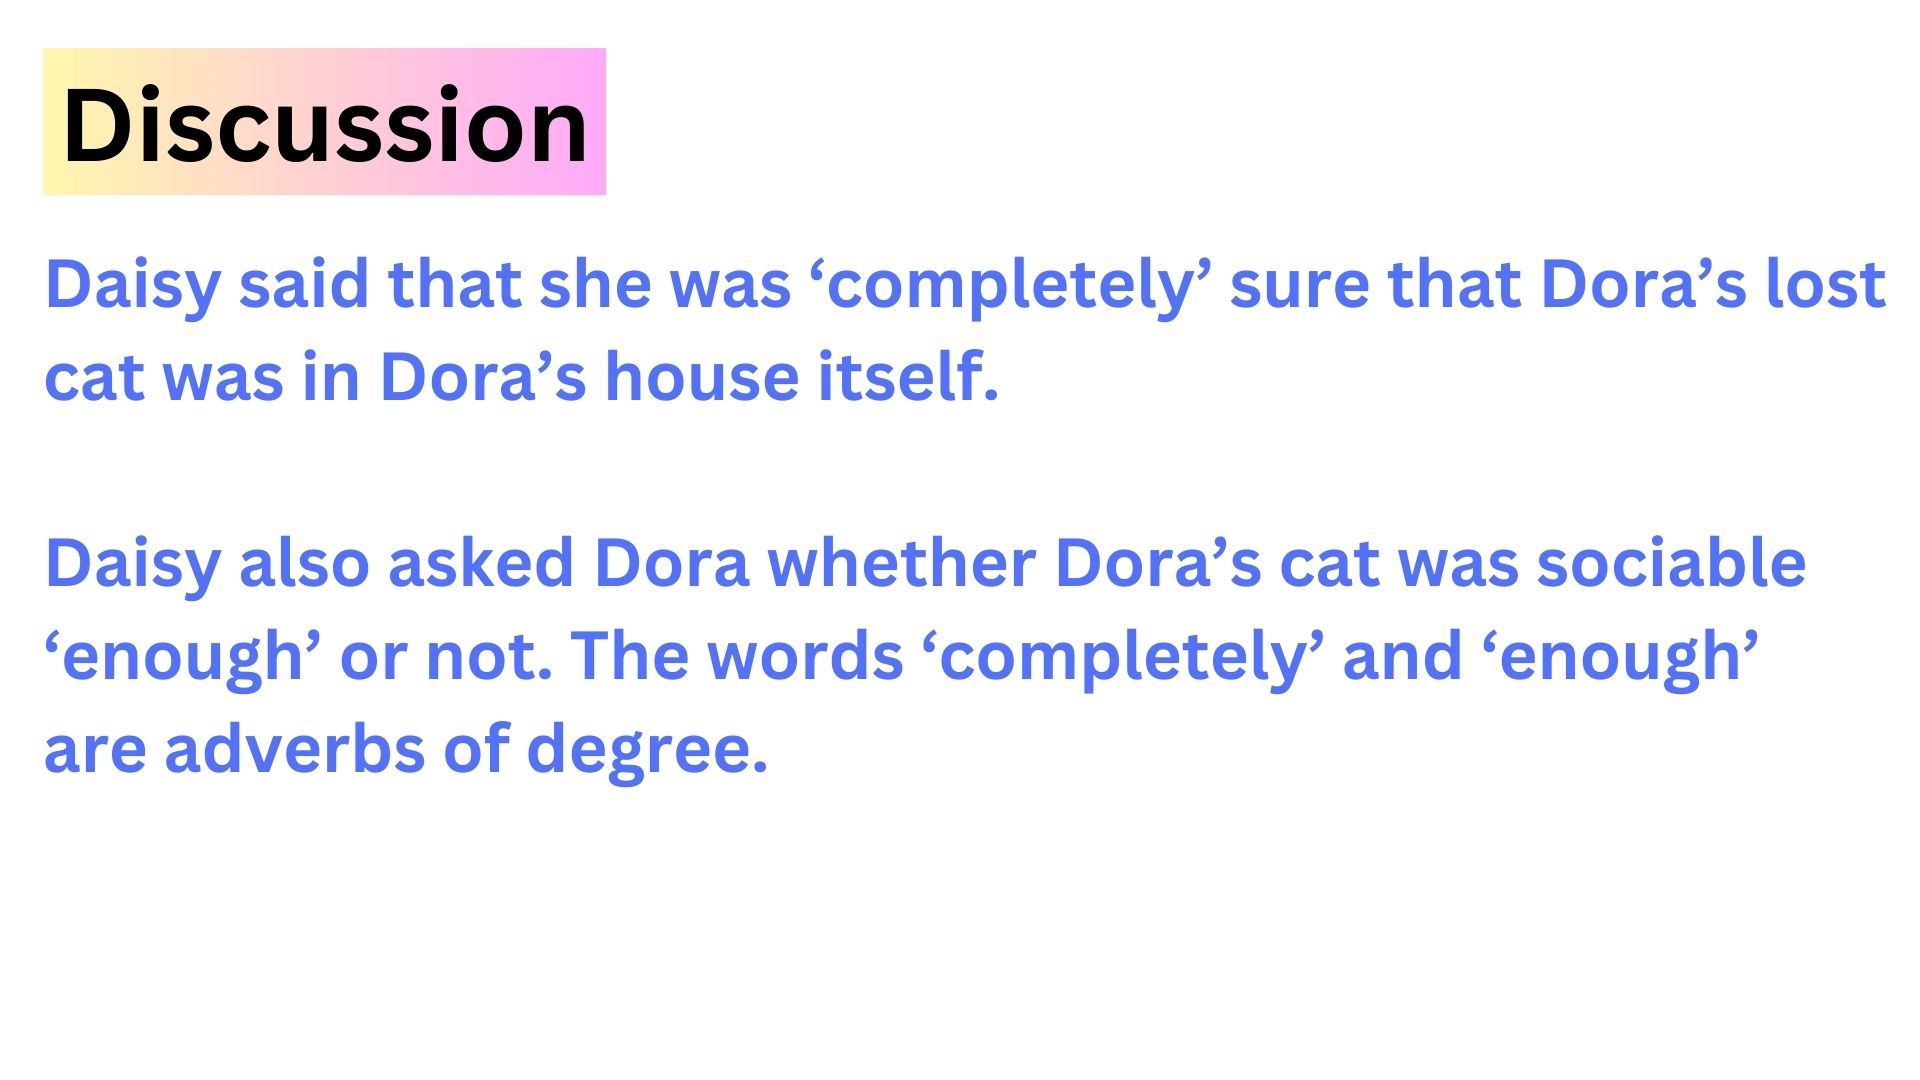 Discussion
Daisy said that she was ‘completely’ sure that Dora’s lost
cat was in Dora’s house itself.
Daisy also asked Dora whether Dora’s cat was sociable
‘enough’ or not. The words ‘completely’ and ‘enough’
are adverbs of degree.